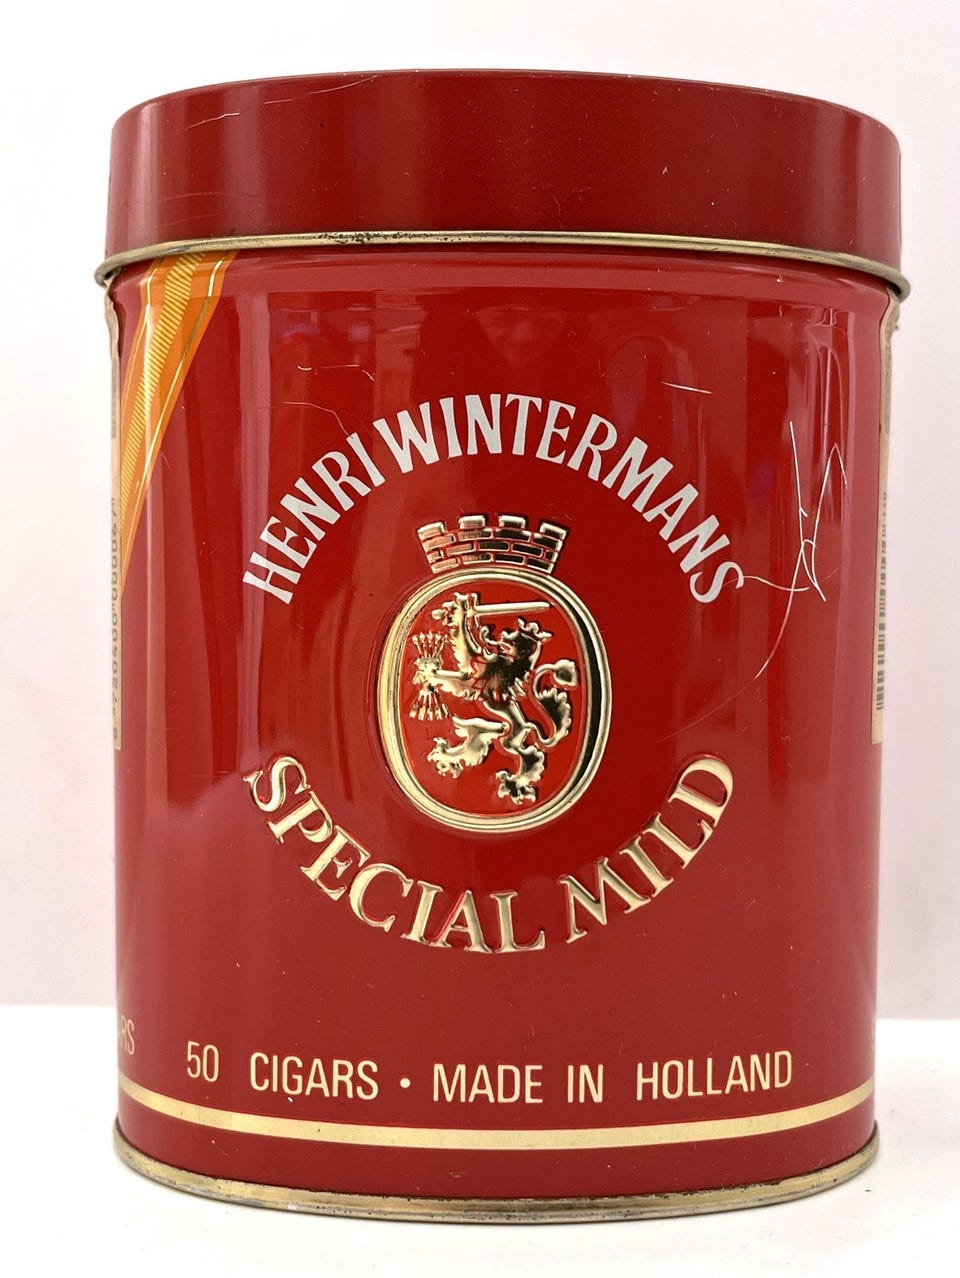 HENRI WINTERMANS
SPECIAL MILD
50 CIGARS • MADE IN HOLLAND